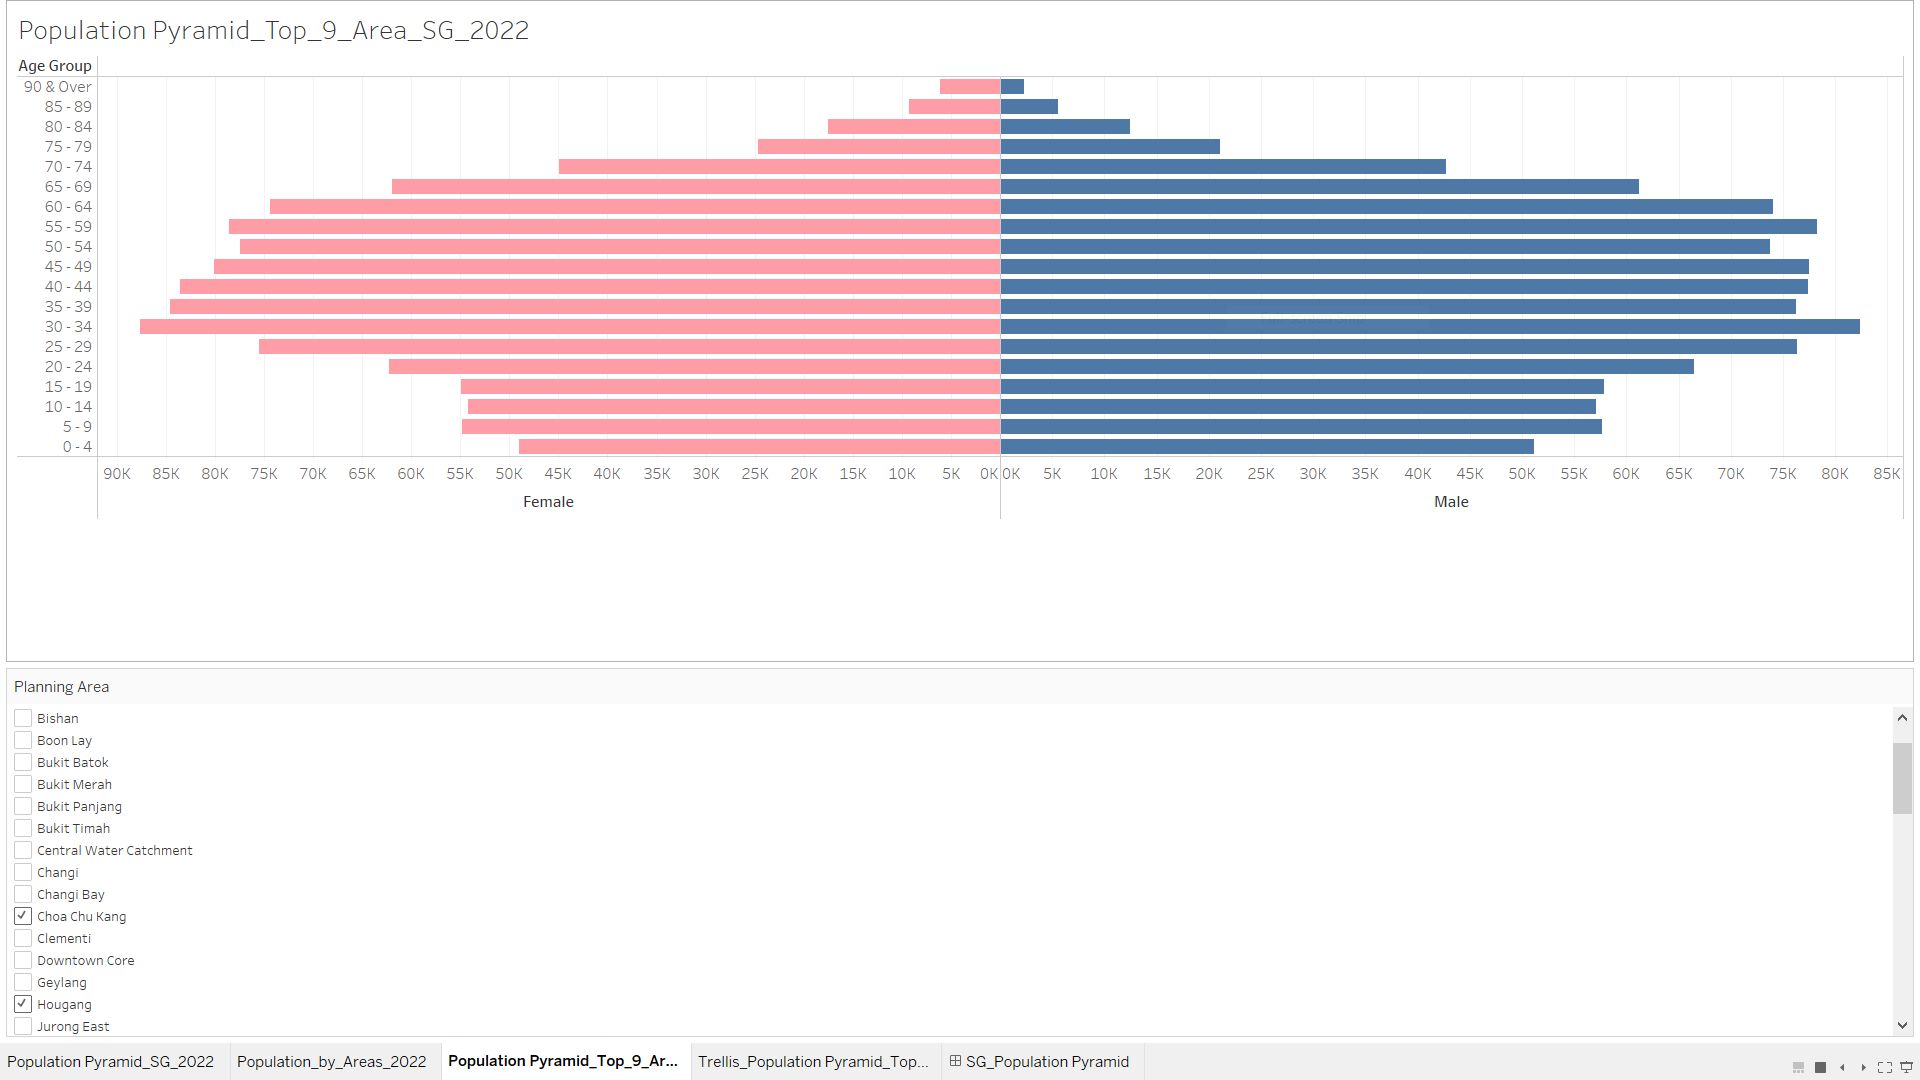 Population Pyramid_Top_9_Area_SG_2022
Age Group
90 & Over
85 - 89
80 - 84
75 - 79
70 - 74
65 - 69
60 - 64
55 - 59
50 - 54
45 - 49
40 - 44
35 - 39
30 - 34
25 - 29
20 - 24
15 - 19
10 - 14
5 - 9
0 - 4
90K 85K 80K 75K 70K 65K 60K 55K 50K 45K 40K 35K 30K 25K 20K 15K 10K 5K 0K 0K 5K 10K 15K 20K 25K 30K 35K 40K 45K 50K 55K 60K 65K 70K 75K 80K 85K
Female Male
Planning Area
Bishan
Boon Lay
Bukit Batok
Bukit Merah
Bukit Panjang
Bukit Timah
Central Water Catchment
Changi
Changi Bay
Choa Chu Kang
Clementi
Downtown Core
Geylang
Hougang
Jurong East
Population Pyramid_SG_2022 Population_by_Areas_2022 Population Pyramid_Top_9_Ar... Trellis_Population Pyramid_Top... SG_Population Pyramid